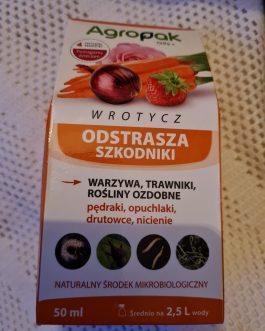 Agropak
WROTYCZ
ODSTRASZA
SZKODNIKI
WARZYWA, TRAWNIKI,
ROŚLINY OZDOBNE
pędraki, opuchlaki,
drutowce, nicienie
NATURALNY ŚRODEK MIKROBIOLOGICZNY
50 ml
Średnio na 2,5 L wody